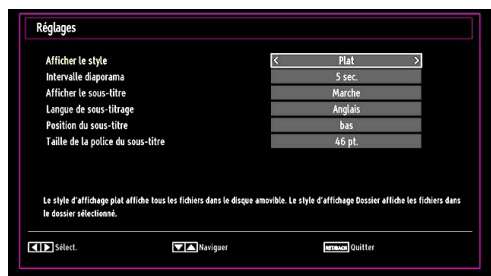 Réglages
Afficher le style < Plat >
Intervalle diaporama 5 sec.
Afficher le sous-titre Marche
Langue de sous-titrage Anglais
Position du sous-titre bas
Taille de la police du sous-titre 46 pt.
Le style d'affichage plat affiche tous les fichiers dans le disque amovible. Le style d'affichage Dossier affiche les fichiers dans
le dossier sélectionné.
Sélect. Naviguer RET/BACK Quitter